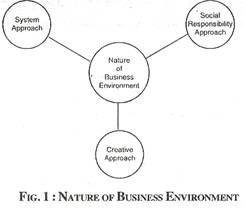 System
Approach
Social
Responsibility
Approach
Nature
of
Business
Environment
Creative
Approach
FIG. 1 : NATURE OF BUSINESS ENVIRONMENT